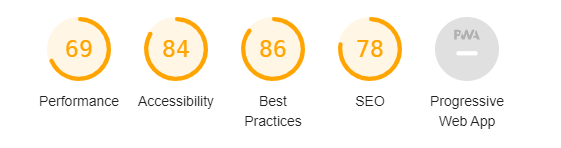 69 84 86 78 PWA
Performance Accessibility Best Practices SEO Progressive Web App